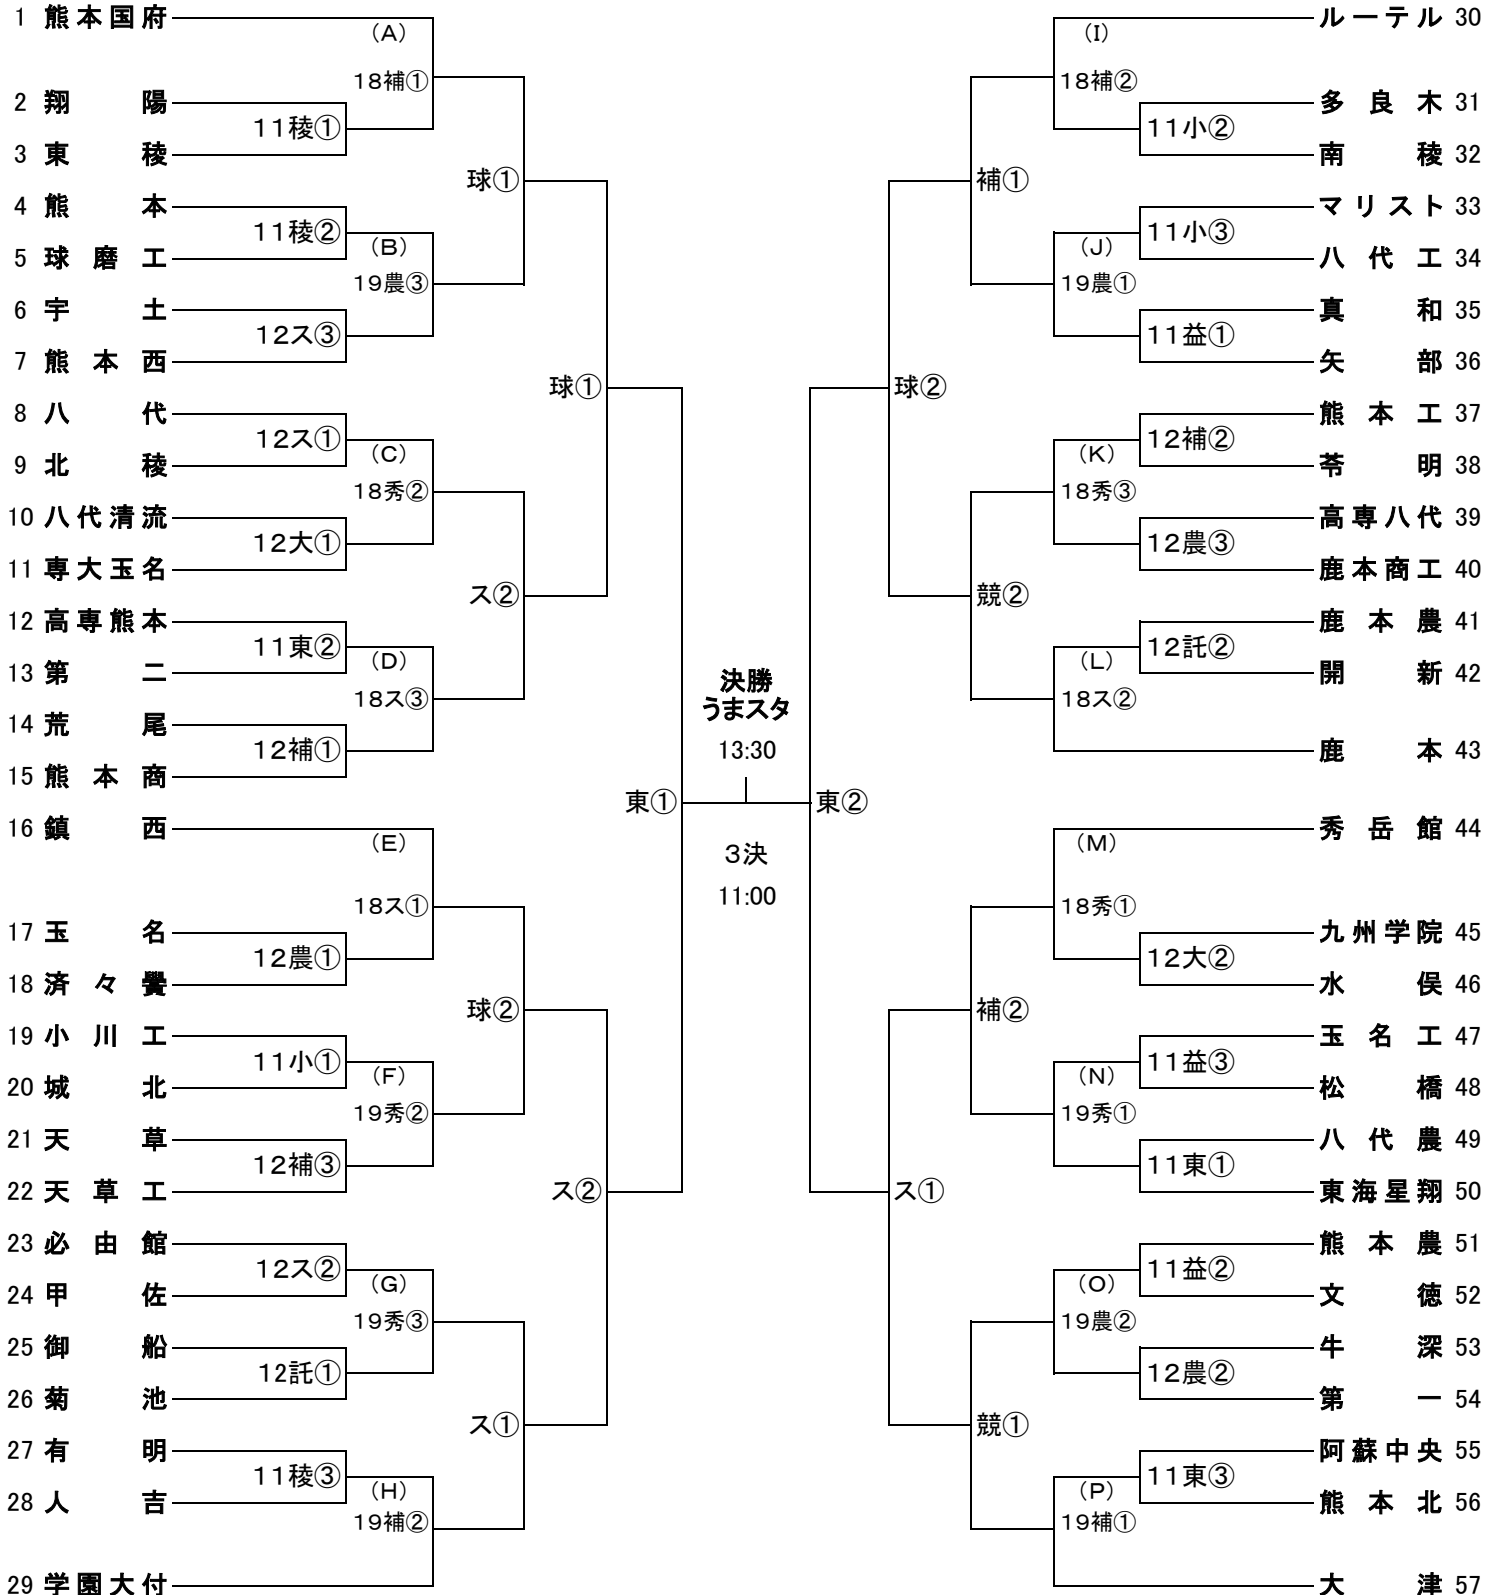 1 熊本国府
(A)
18補①
2 翔陽
11稜①
3 東稜
球①
4 熊本
11稜②
5 球磨工
(B)
19農③
6 宇土
12ス③
7 熊本西
球①
8 八代
12ス①
9 北稜
(C)
18秀②
10 八代清流
12大①
11 専大玉名
ス②
12 高専熊本
11東②
13 第二
(D)
18ス③
14 荒尾
12補①
15 熊本商
東①
16 鎮西
(E)
18ス①
17 玉名
12農①
18 済々黌
球②
19 小川工
11小①
20 城北
(F)
19秀②
21 天草
12補③
22 天草工
ス②
23 必由館
12ス②
24 甲佐
(G)
19秀③
25 御船
12託①
26 菊池
ス①
27 有明
11稜③
28 人吉
(H)
19補②
29 学園大付
決勝
うまスタ
13:30
3決
11:00
ルーテル 30
(I)
18補②
多良木 31
11小②
南稜 32
補①
マリスト 33
11小③
八代工 34
(J)
19農①
真和 35
11益①
矢部 36
球②
熊本工 37
12補②
苓明 38
(K)
18秀③
高専八代 39
12農③
鹿本商工 40
競②
鹿本農 41
12託②
開新 42
(L)
18ス②
鹿本 43
東②
秀岳館 44
(M)
18秀①
九州学院 45
12大②
水俣 46
補②
玉名工 47
11益③
松橋 48
(N)
19秀①
八代農 49
11東①
東海星翔 50
ス①
熊本農 51
11益②
文徳 52
(O)
19農②
牛深 53
12農②
第一 54
競①
阿蘇中央 55
11東③
熊本北 56
(P)
19補①
大津 57